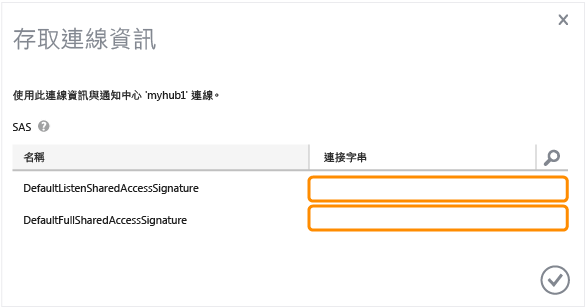 存取連線資訊
使用此連線資訊與通知中心 'myhub1' 連線。
SAS ?
名稱 連接字串
DefaultListenSharedAccessSignature
DefaultFullSharedAccessSignature